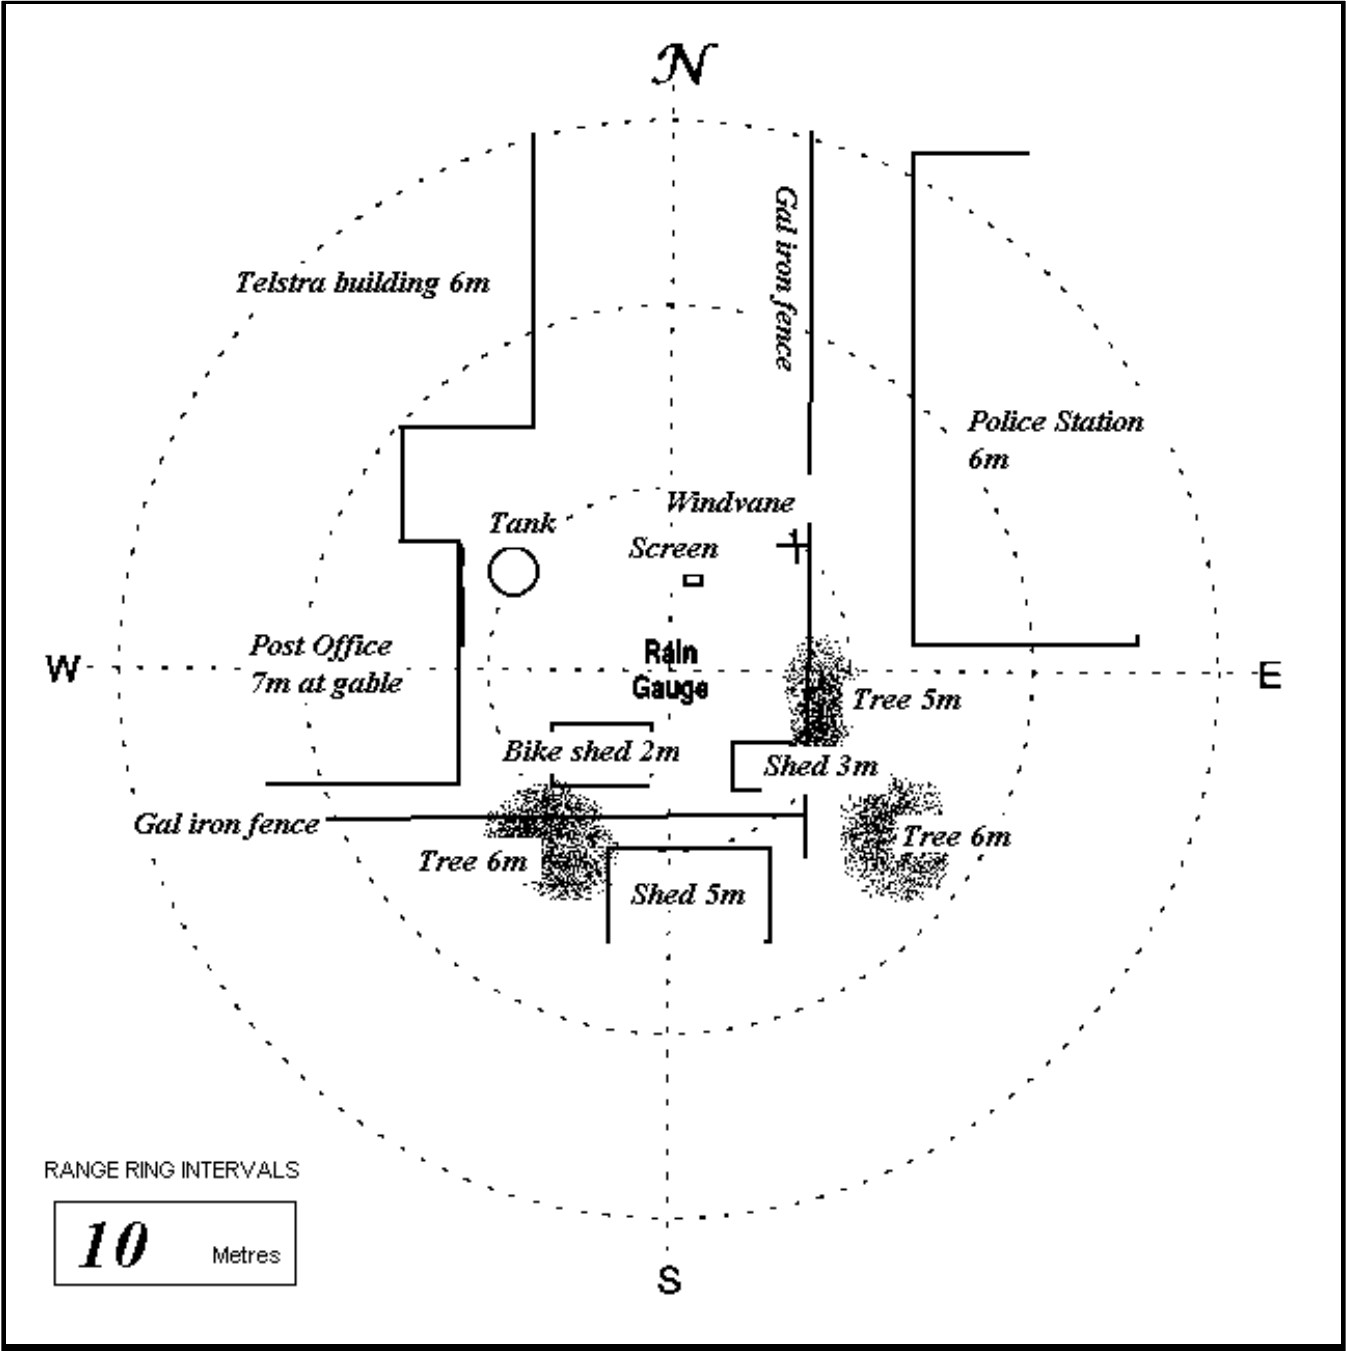 N
Gal iron fence
Telstra building 6m
Police Station
6m
Windvane
Tank
Screen
Post Office
7m at gable
Rain
Gauge
W
E
Tree 5m
Bike shed 2m
Shed 3m
Gal iron fence
Tree 6m
Tree 6m
Shed 5m
RANGE RING INTERVALS
10 Metres
S